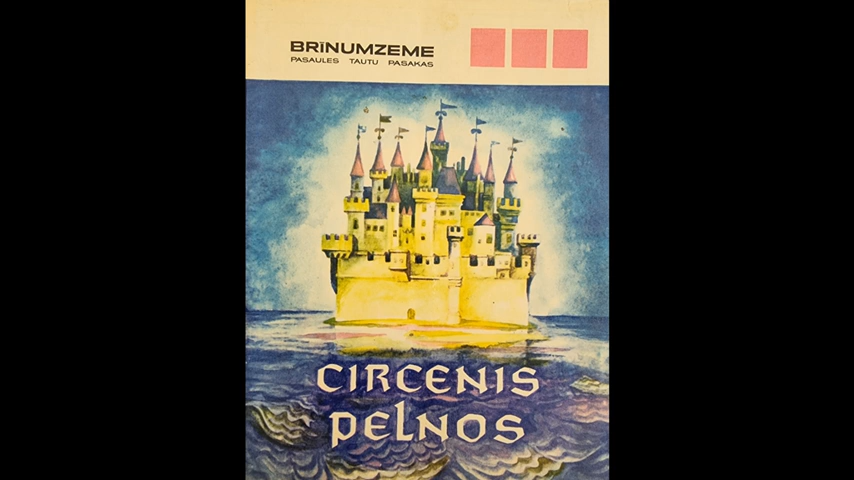 BRĪNUMZEME
PASAULES TAUTU PASAKAS
CIRCENIS
PELNOS